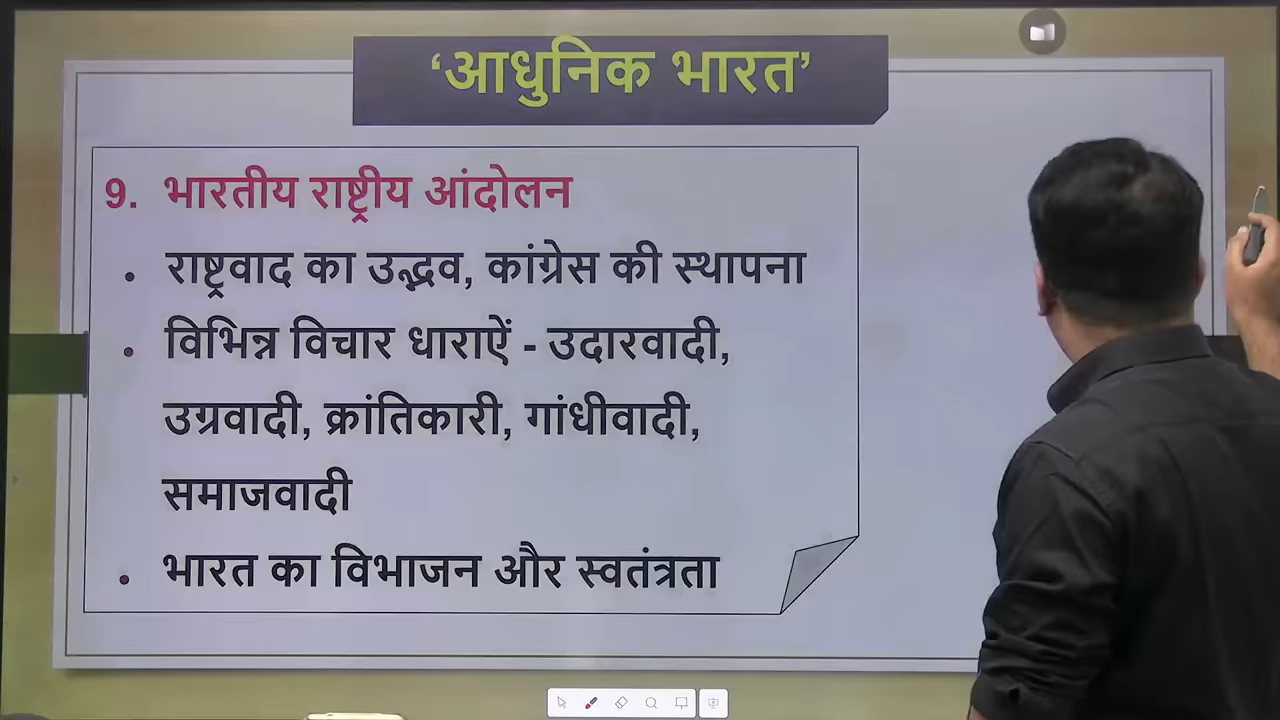 ‘आधुनिक भारत’
9. भारतीय राष्ट्रीय आंदोलन
• राष्ट्रवाद का उद्भव, कांग्रेस की स्थापना
• विभिन्न विचार धाराऐं - उदारवादी,
उग्रवादी, क्रांतिकारी, गांधीवादी,
समाजवादी
• भारत का विभाजन और स्वतंत्रता